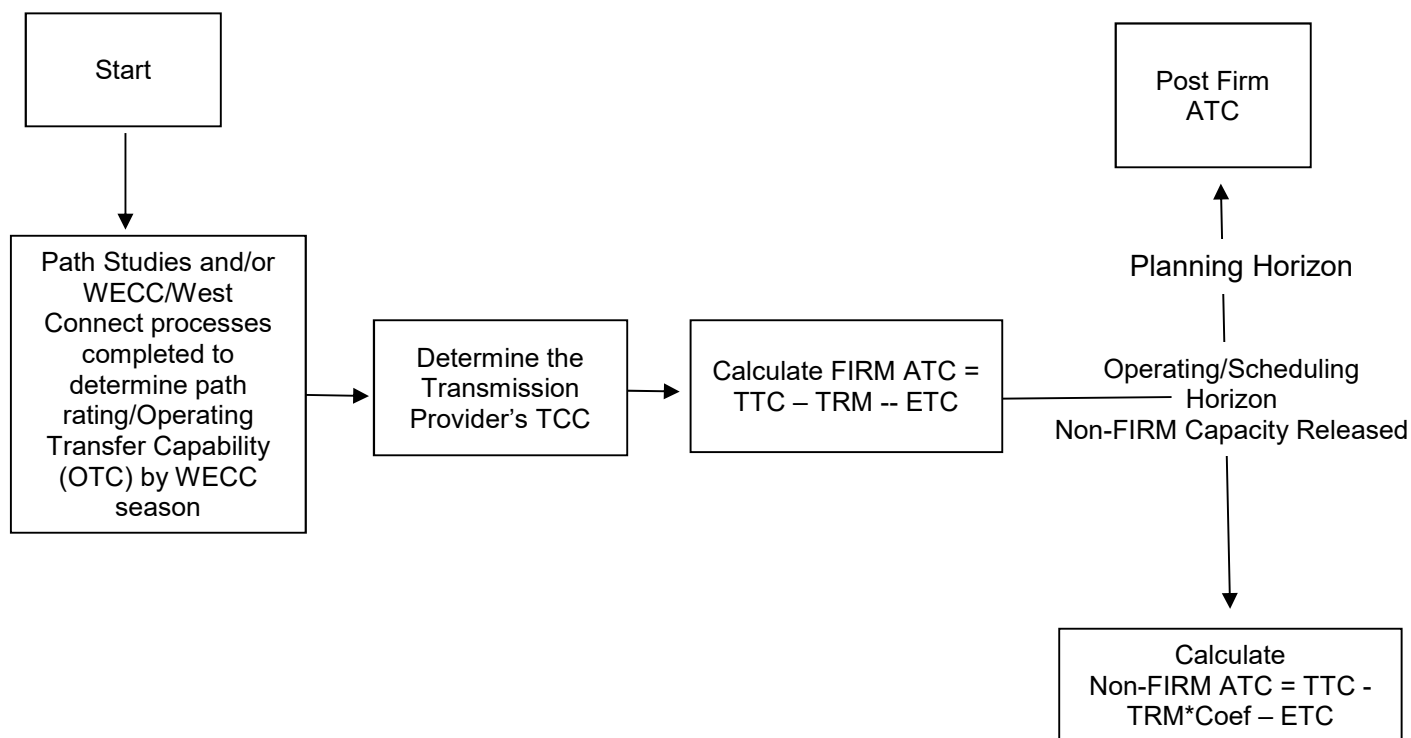 Start
Path Studies and/or
WECC/West
Connect processes
completed to
determine path
rating/Operating
Transfer Capability
(OTC) by WECC
season
Determine the
Transmission
Provider’s TCC
Calculate FIRM ATC =
TTC – TRM -- ETC
Post Firm
ATC
Planning Horizon
Operating/Scheduling
Horizon
Non-FIRM Capacity Released
Calculate
Non-FIRM ATC = TTC -
TRM*Coef – ETC